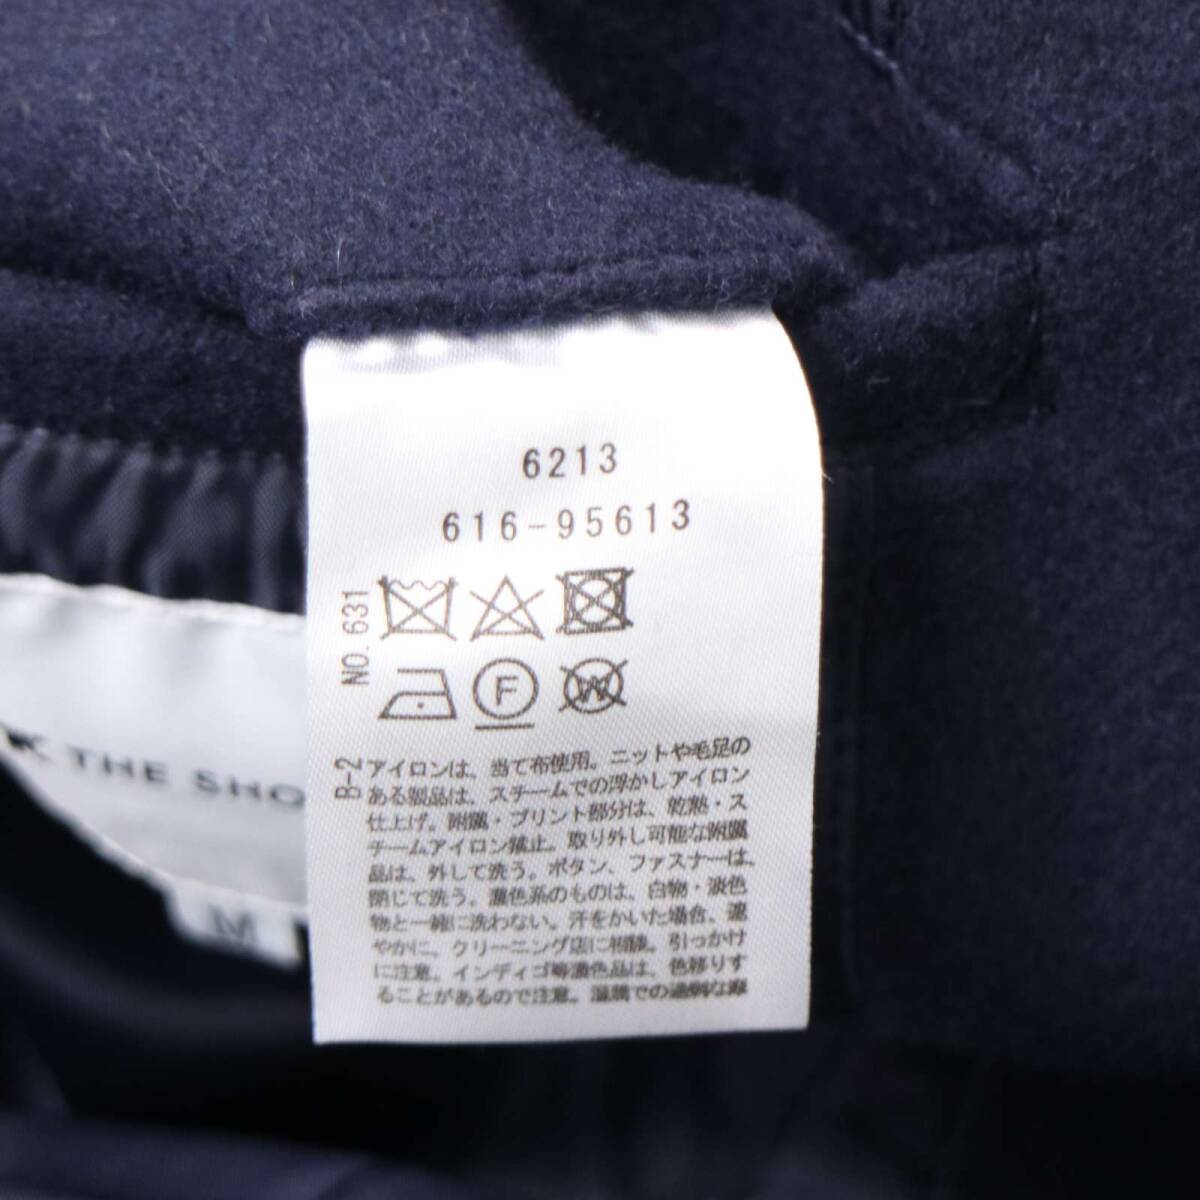 6213
616-95613
NO. 631
F
W
B-2
アイロンは、当て布使用。ニットや毛足の
ある製品は、スチームでの浮かしアイロン
仕上げ。附属・プリント部分は、乾熱・ス
チームアイロン禁止。取り外し可能な附属
品は、外して洗う。ボタン、ファスナーは、
閉じて洗う。濃色系のものは、白物・淡色
物と一緒に洗わない。汗をかいた場合、速
やかに、クリーニング店に相談。引っかけ
に注意。インディゴ等濃色品は、色移りす
ることがあるので注意。湿潤での過剰な摩
K THE SHO
M